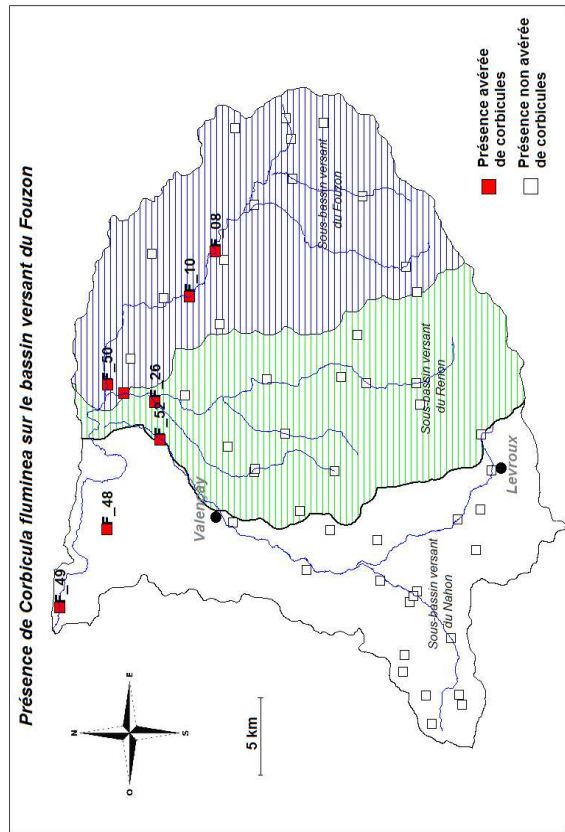 Présence de Corbicula fluminea sur le bassin versant du Fouzon
N
O
E
S
5 km
F_49
F_48
F_50
F_26
F_52
F_10
F_08
Valençay
Levroux
Sous-bassin versant
du Fouzon
Sous-bassin versant
du Renon
Sous-bassin versant
du Nahon
Présence avérée
de corbicules
Présence non avérée
de corbicules